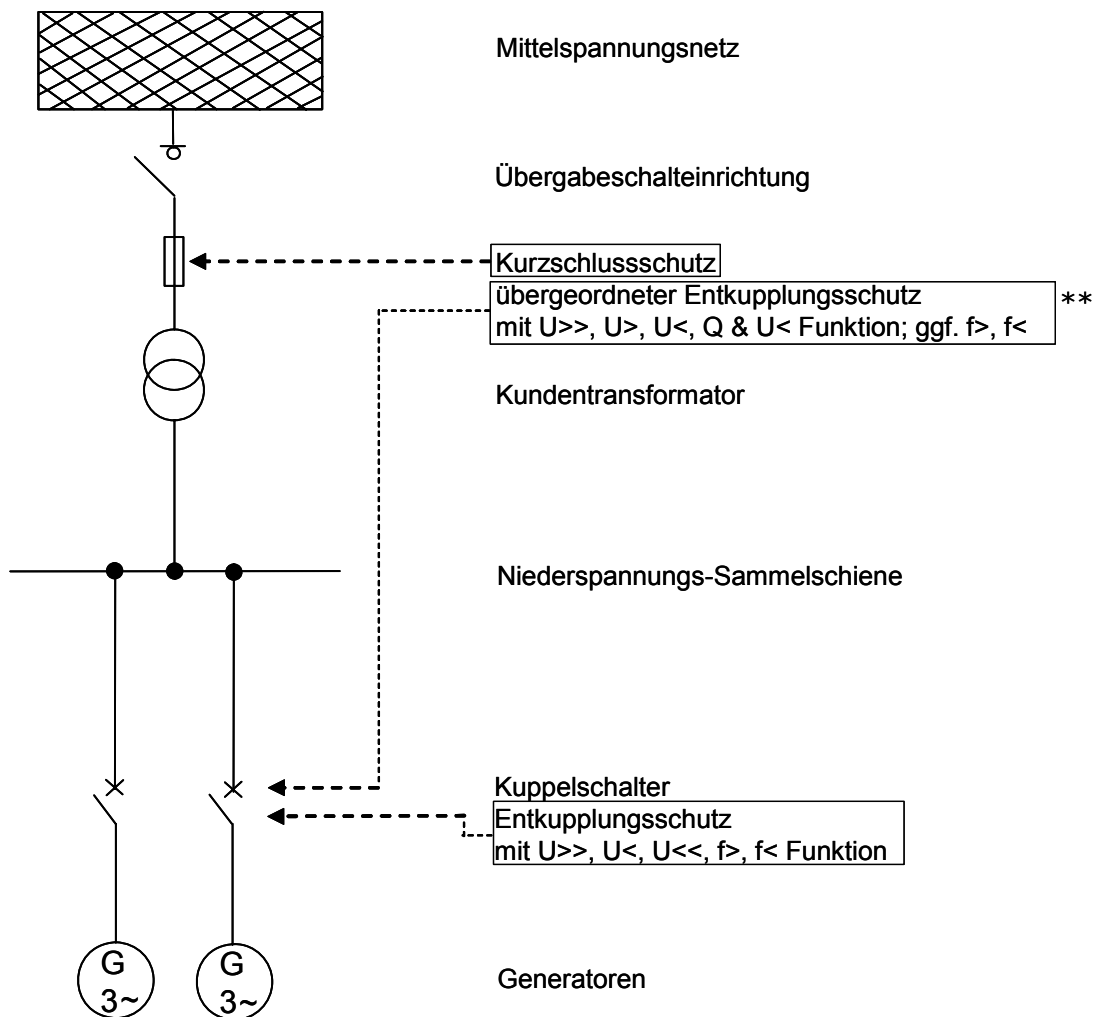 Mittelspannungsnetz
Übergabeschalteinrichtung
Kurzschlussschutz
übergeordneter Entkupplungsschutz **
mit U>>, U>, U<, Q & U< Funktion; ggf. f>, f<
Kundentransformator
Niederspannungs-Sammelschiene
Kuppelschalter
Entkupplungsschutz
mit U>>, U<, U<<, f>, f< Funktion
G G
3~ 3~
Generatoren